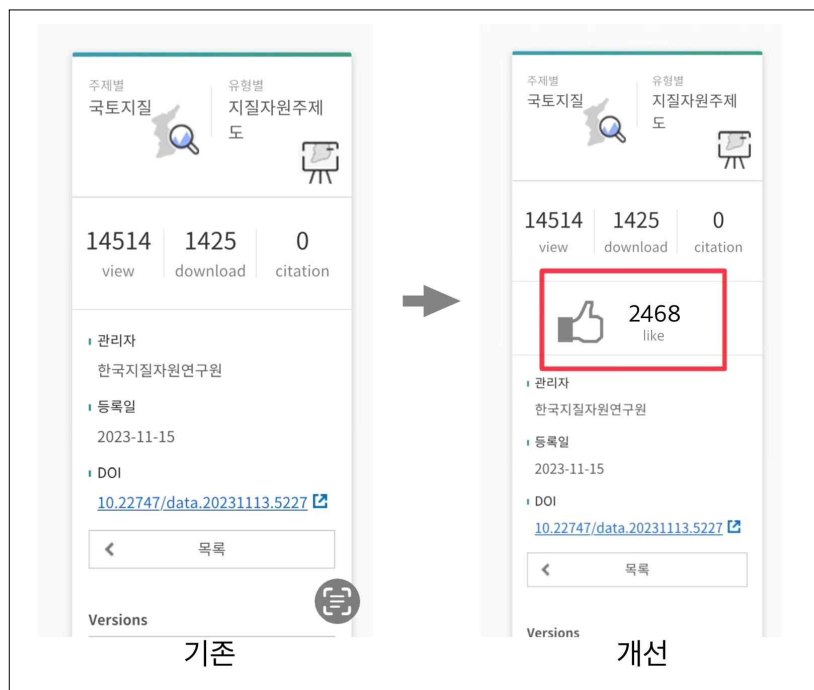 주제별
국토지질
유형별
지질자원주제
도
14514
view
1425
download
0
citation
관리자
한국지질자원연구원
등록일
2023-11-15
DOI
10.22747/data.20231113.5227
목록
Versions
기존
주제별
국토지질
유형별
지질자원주제
도
14514
view
1425
download
0
citation
2468
like
관리자
한국지질자원연구원
등록일
2023-11-15
DOI
10.22747/data.20231113.5227
목록
Versions
개선